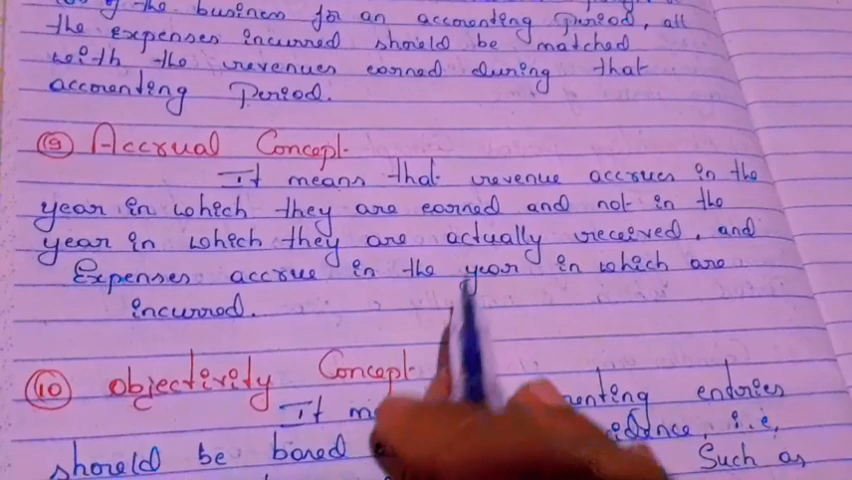 of the business for an accounting Period, all
the expenses incurred should be matched
with the revenues earned during that
accounting Period.
(9) Accrual Concept
It means that revenue accrues in the
year in which they are earned and not in the
year in which they are actually received, and
Expenses accrue in the year in which are
incurred.
(10) Objectivity Concept
It enting entries
should be based dence, i.e,
Such as